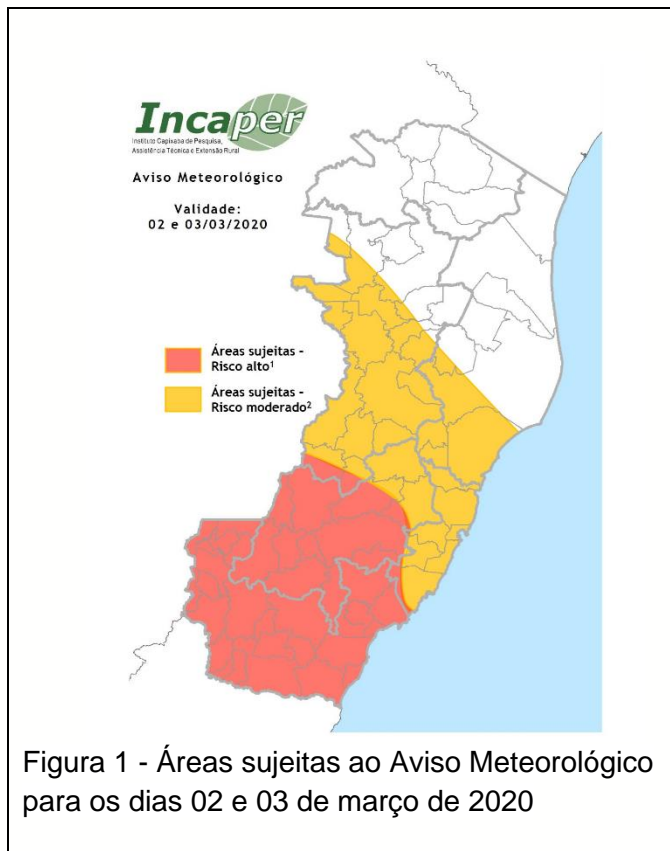 Incaper
Instituto Capixaba de Pesquisa,
Assistência Técnica e Extensão Rural
Aviso Meteorológico
Validade:
02 e 03/03/2020
Áreas sujeitas -
Risco alto¹
Áreas sujeitas -
Risco moderado²
Figura 1 - Áreas sujeitas ao Aviso Meteorológico
para os dias 02 e 03 de março de 2020